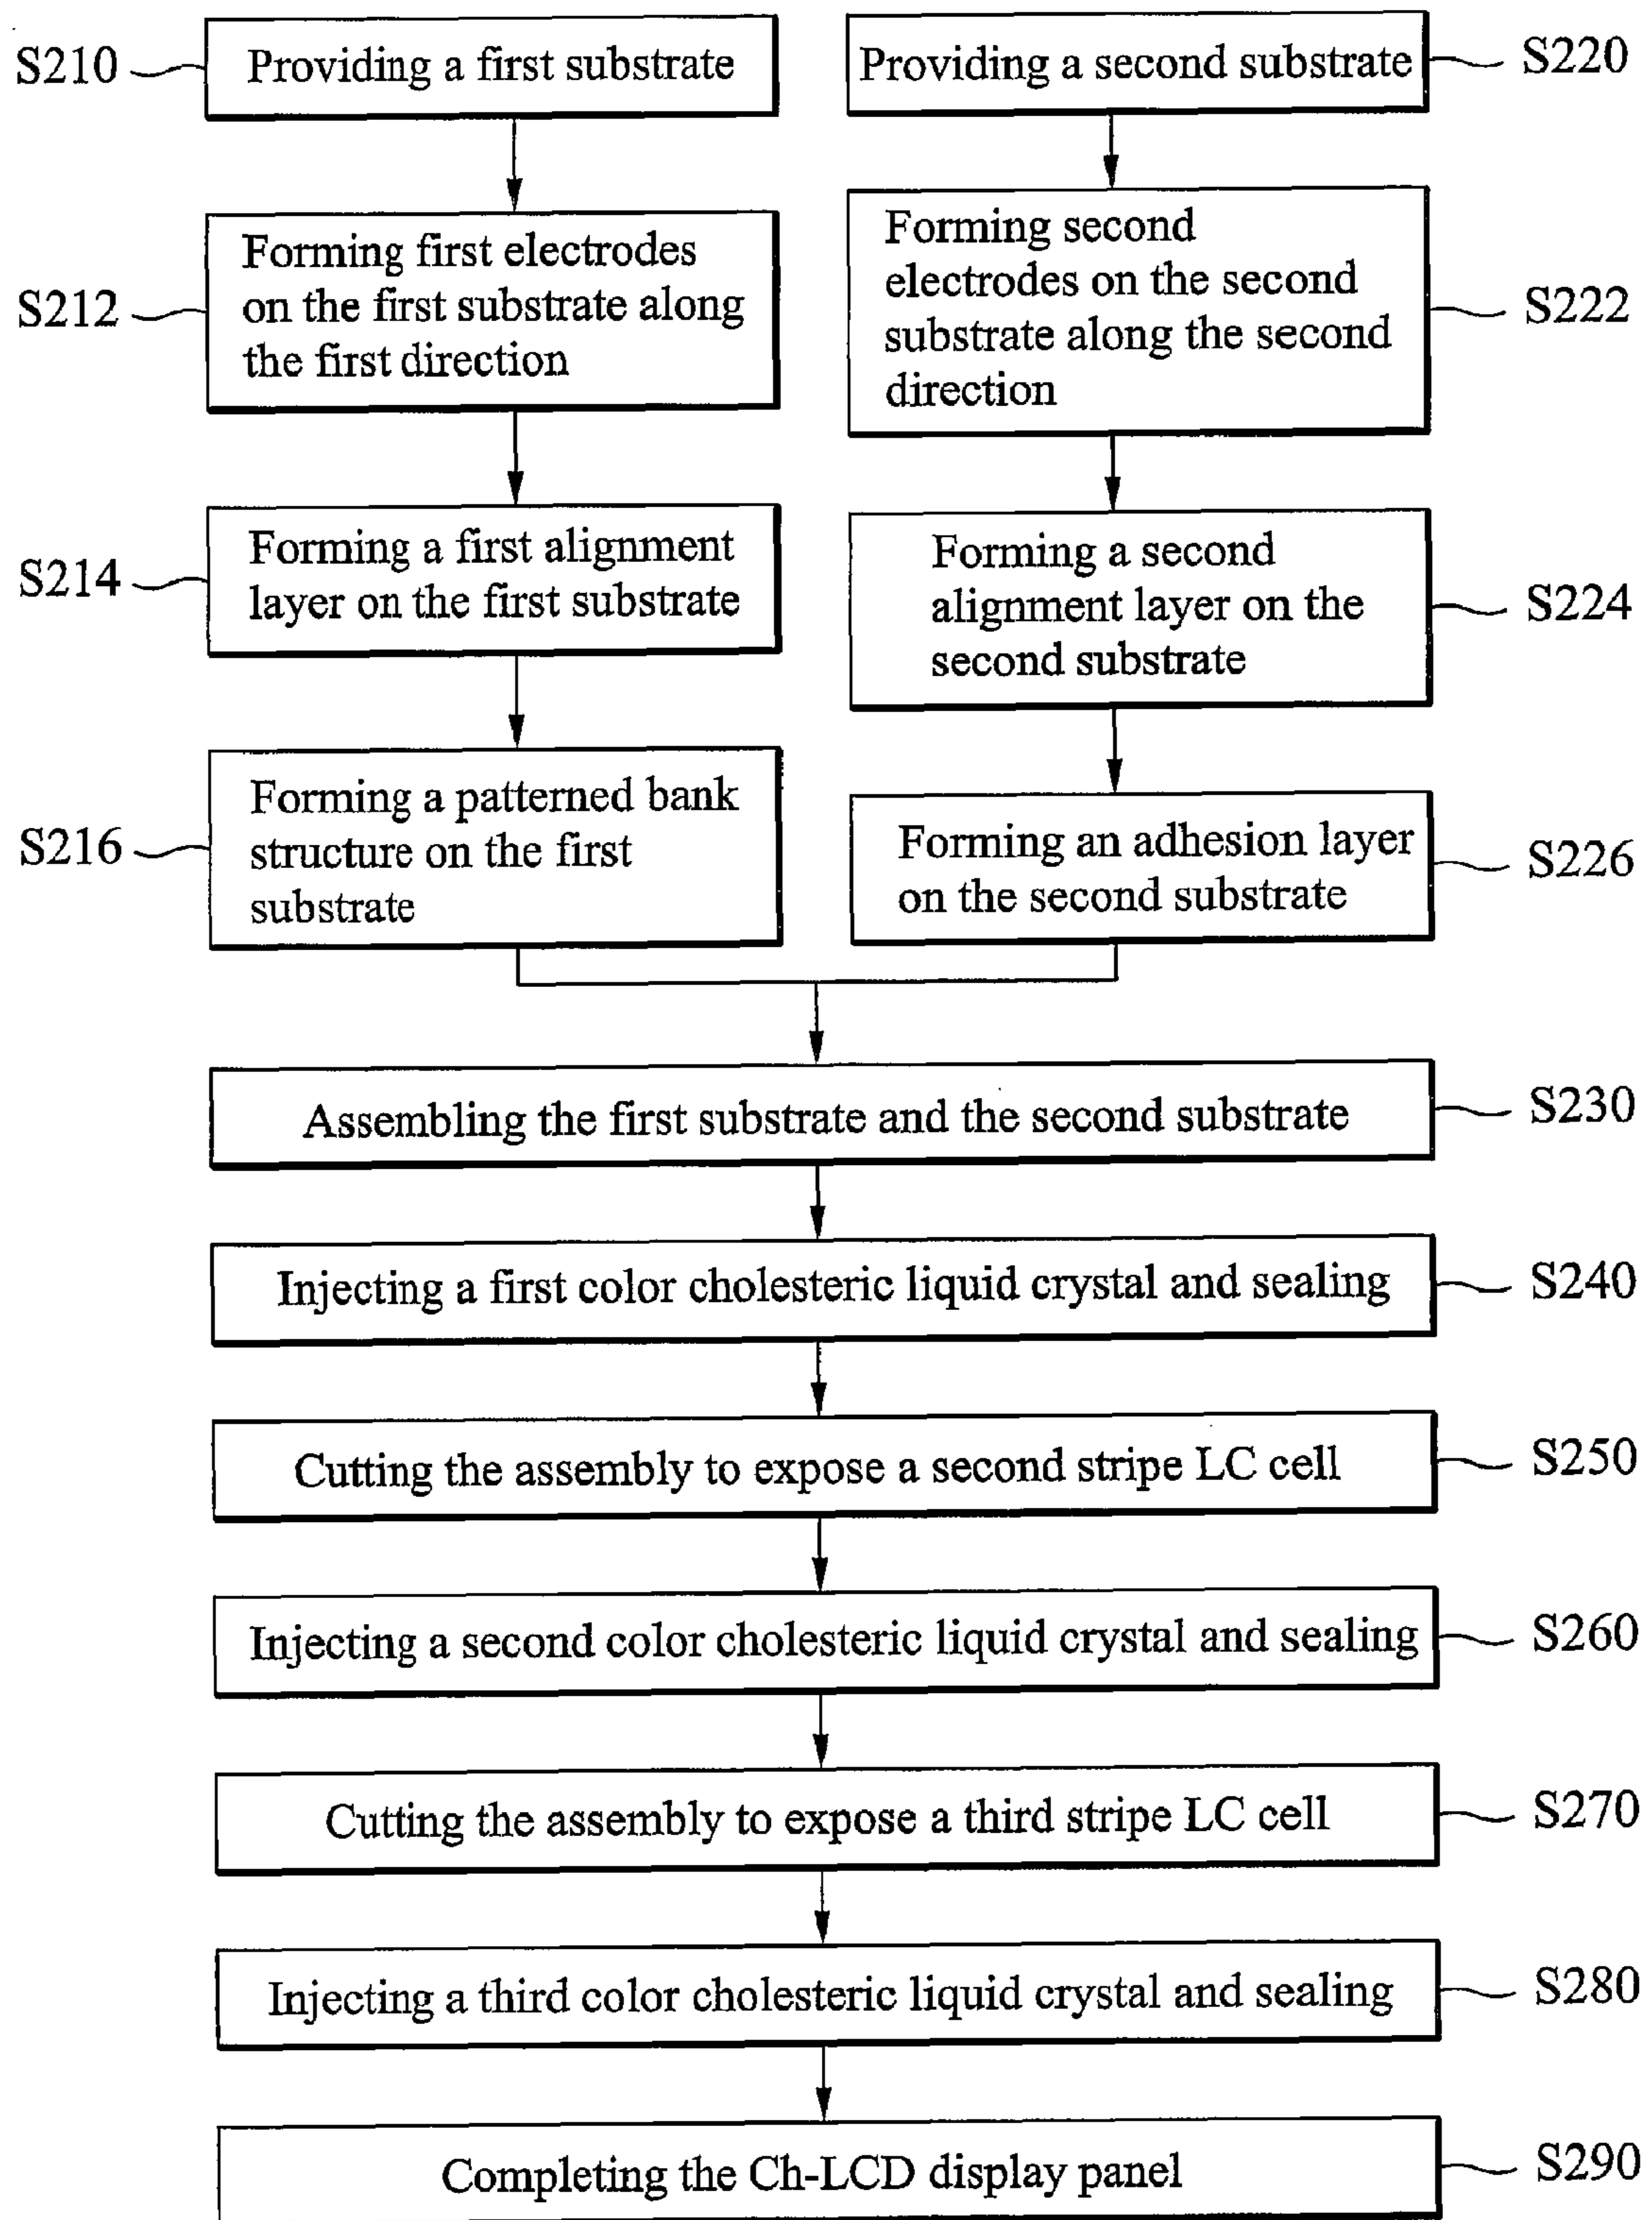 S210
Providing a first substrate
Providing a second substrate
S220
S212
Forming first electrodes
on the first substrate along
the first direction
Forming second
electrodes on the second
substrate along the second
direction
S222
S214
Forming a first alignment
layer on the first substrate
Forming a second
alignment layer on the
second substrate
S224
S216
Forming a patterned bank
structure on the first
substrate
Forming an adhesion layer
on the second substrate
S226
Assembling the first substrate and the second substrate
S230
Injecting a first color cholesteric liquid crystal and sealing
S240
Cutting the assembly to expose a second stripe LC cell
S250
Injecting a second color cholesteric liquid crystal and sealing
S260
Cutting the assembly to expose a third stripe LC cell
S270
Injecting a third color cholesteric liquid crystal and sealing
S280
Completing the Ch-LCD display panel
S290